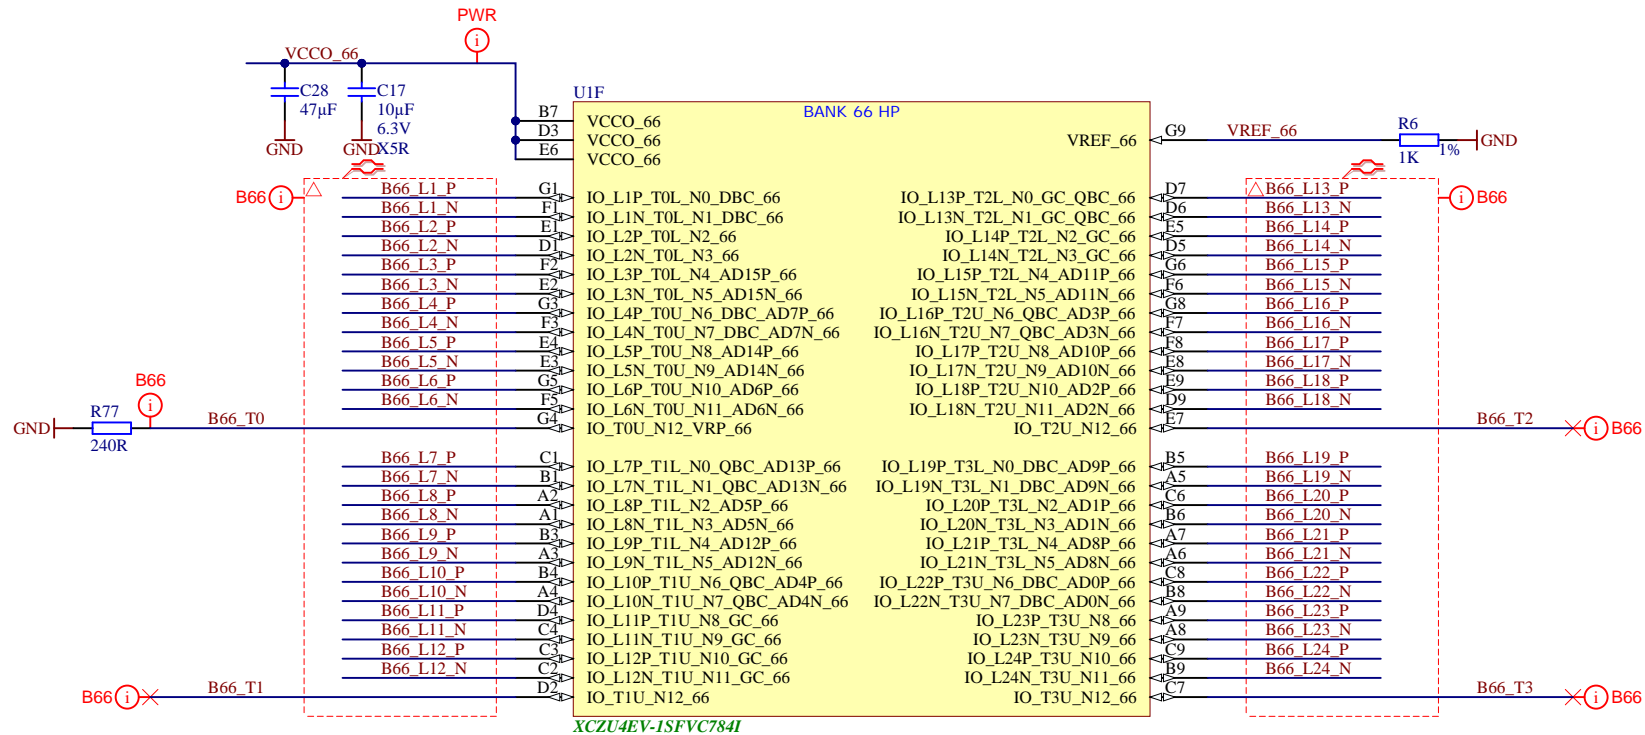 PWR
i
VCCO_66
C28
47µF
GND
C17
10µF
6.3V
X5R
GND
U1F
BANK 66 HP
B7 VCCO_66
D3 VCCO_66
E6 VCCO_66
VREF_66 G9 VREF_66 R6 1K 1% GND
B66 i
i B66
B66_L1_P G1 IO_L1P_T0L_N0_DBC_66 IO_L13P_T2L_N0_GC_QBC_66 D7 B66_L13_P
B66_L1_N F1 IO_L1N_T0L_N1_DBC_66 IO_L13N_T2L_N1_GC_QBC_66 D6 B66_L13_N
B66_L2_P E1 IO_L2P_T0L_N2_66 IO_L14P_T2L_N2_GC_66 E5 B66_L14_P
B66_L2_N D1 IO_L2N_T0L_N3_66 IO_L14N_T2L_N3_GC_66 D5 B66_L14_N
B66_L3_P F2 IO_L3P_T0L_N4_AD15P_66 IO_L15P_T2L_N4_AD11P_66 G6 B66_L15_P
B66_L3_N E2 IO_L3N_T0L_N5_AD15N_66 IO_L15N_T2L_N5_AD11N_66 F6 B66_L15_N
B66_L4_P G3 IO_L4P_T0U_N6_DBC_AD7P_66 IO_L16P_T2U_N6_QBC_AD3P_66 G8 B66_L16_P
B66_L4_N F3 IO_L4N_T0U_N7_DBC_AD7N_66 IO_L16N_T2U_N7_QBC_AD3N_66 F7 B66_L16_N
B66_L5_P E4 IO_L5P_T0U_N8_AD14P_66 IO_L17P_T2U_N8_AD10P_66 F8 B66_L17_P
B66_L5_N E3 IO_L5N_T0U_N9_AD14N_66 IO_L17N_T2U_N9_AD10N_66 E8 B66_L17_N
B66_L6_P G5 IO_L6P_T0U_N10_AD6P_66 IO_L18P_T2U_N10_AD2P_66 E9 B66_L18_P
B66_L6_N F5 IO_L6N_T0U_N11_AD6N_66 IO_L18N_T2U_N11_AD2N_66 D9 B66_L18_N
B66
i
GND R77 240R B66_T0 G4 IO_T0U_N12_VRP_66 IO_T2U_N12_66 E7 B66_T2 i B66
B66_L7_P C1 IO_L7P_T1L_N0_QBC_AD13P_66 IO_L19P_T3L_N0_DBC_AD9P_66 B5 B66_L19_P
B66_L7_N B1 IO_L7N_T1L_N1_QBC_AD13N_66 IO_L19N_T3L_N1_DBC_AD9N_66 A5 B66_L19_N
B66_L8_P A2 IO_L8P_T1L_N2_AD5P_66 IO_L20P_T3L_N2_AD1P_66 C6 B66_L20_P
B66_L8_N A1 IO_L8N_T1L_N3_AD5N_66 IO_L20N_T3L_N3_AD1N_66 B6 B66_L20_N
B66_L9_P B3 IO_L9P_T1L_N4_AD12P_66 IO_L21P_T3L_N4_AD8P_66 A7 B66_L21_P
B66_L9_N A3 IO_L9N_T1L_N5_AD12N_66 IO_L21N_T3L_N5_AD8N_66 A6 B66_L21_N
B66_L10_P B4 IO_L10P_T1U_N6_QBC_AD4P_66 IO_L22P_T3U_N6_DBC_AD0P_66 C8 B66_L22_P
B66_L10_N A4 IO_L10N_T1U_N7_QBC_AD4N_66 IO_L22N_T3U_N7_DBC_AD0N_66 B8 B66_L22_N
B66_L11_P D4 IO_L11P_T1U_N8_GC_66 IO_L23P_T3U_N8_66 A9 B66_L23_P
B66_L11_N C4 IO_L11N_T1U_N9_GC_66 IO_L23N_T3U_N9_66 A8 B66_L23_N
B66_L12_P C3 IO_L12P_T1U_N10_GC_66 IO_L24P_T3U_N10_66 C9 B66_L24_P
B66_L12_N C2 IO_L12N_T1U_N11_GC_66 IO_L24N_T3U_N11_66 B9 B66_L24_N
B66 i B66_T1 D2 IO_T1U_N12_66 IO_T3U_N12_66 C7 B66_T3 i B66
XCZU4EV-1SFVC784I